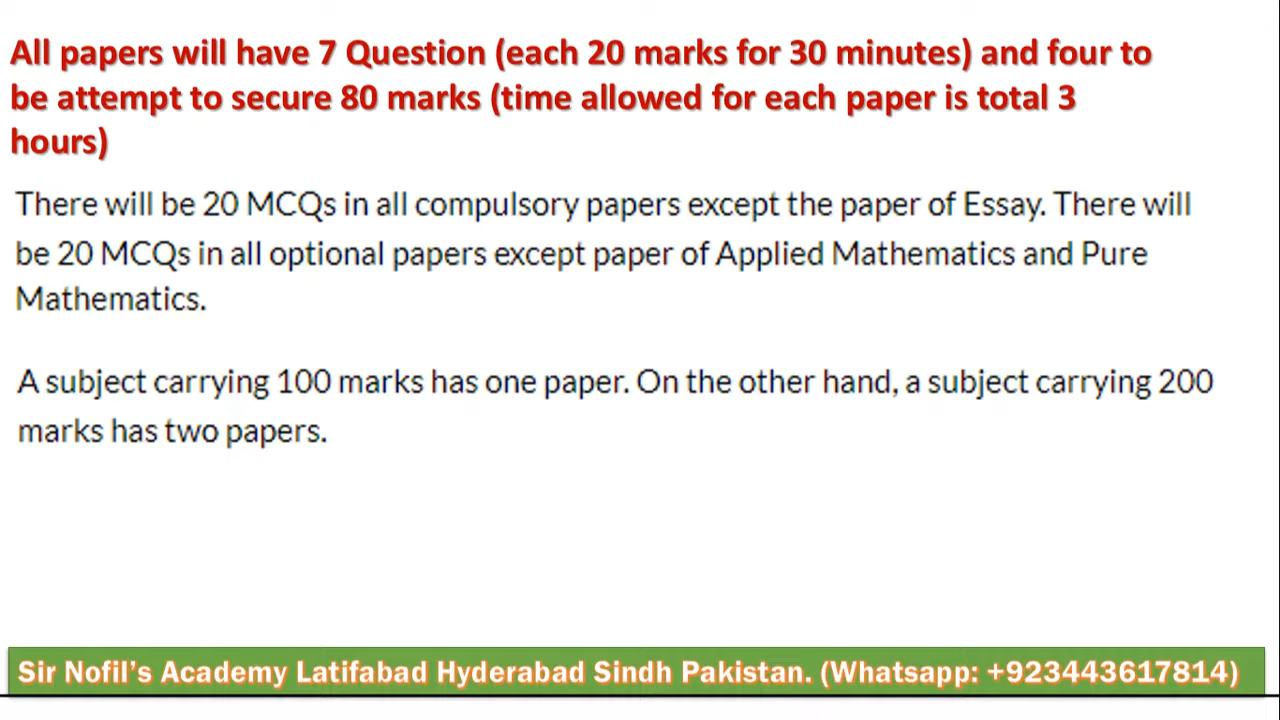 All papers will have 7 Question (each 20 marks for 30 minutes) and four to
be attempt to secure 80 marks (time allowed for each paper is total 3
hours)
There will be 20 MCQs in all compulsory papers except the paper of Essay. There will
be 20 MCQs in all optional papers except paper of Applied Mathematics and Pure
Mathematics.
A subject carrying 100 marks has one paper. On the other hand, a subject carrying 200
marks has two papers.
Sir Nofil's Academy Latifabad Hyderabad Sindh Pakistan. (Whatsapp: +923443617814)